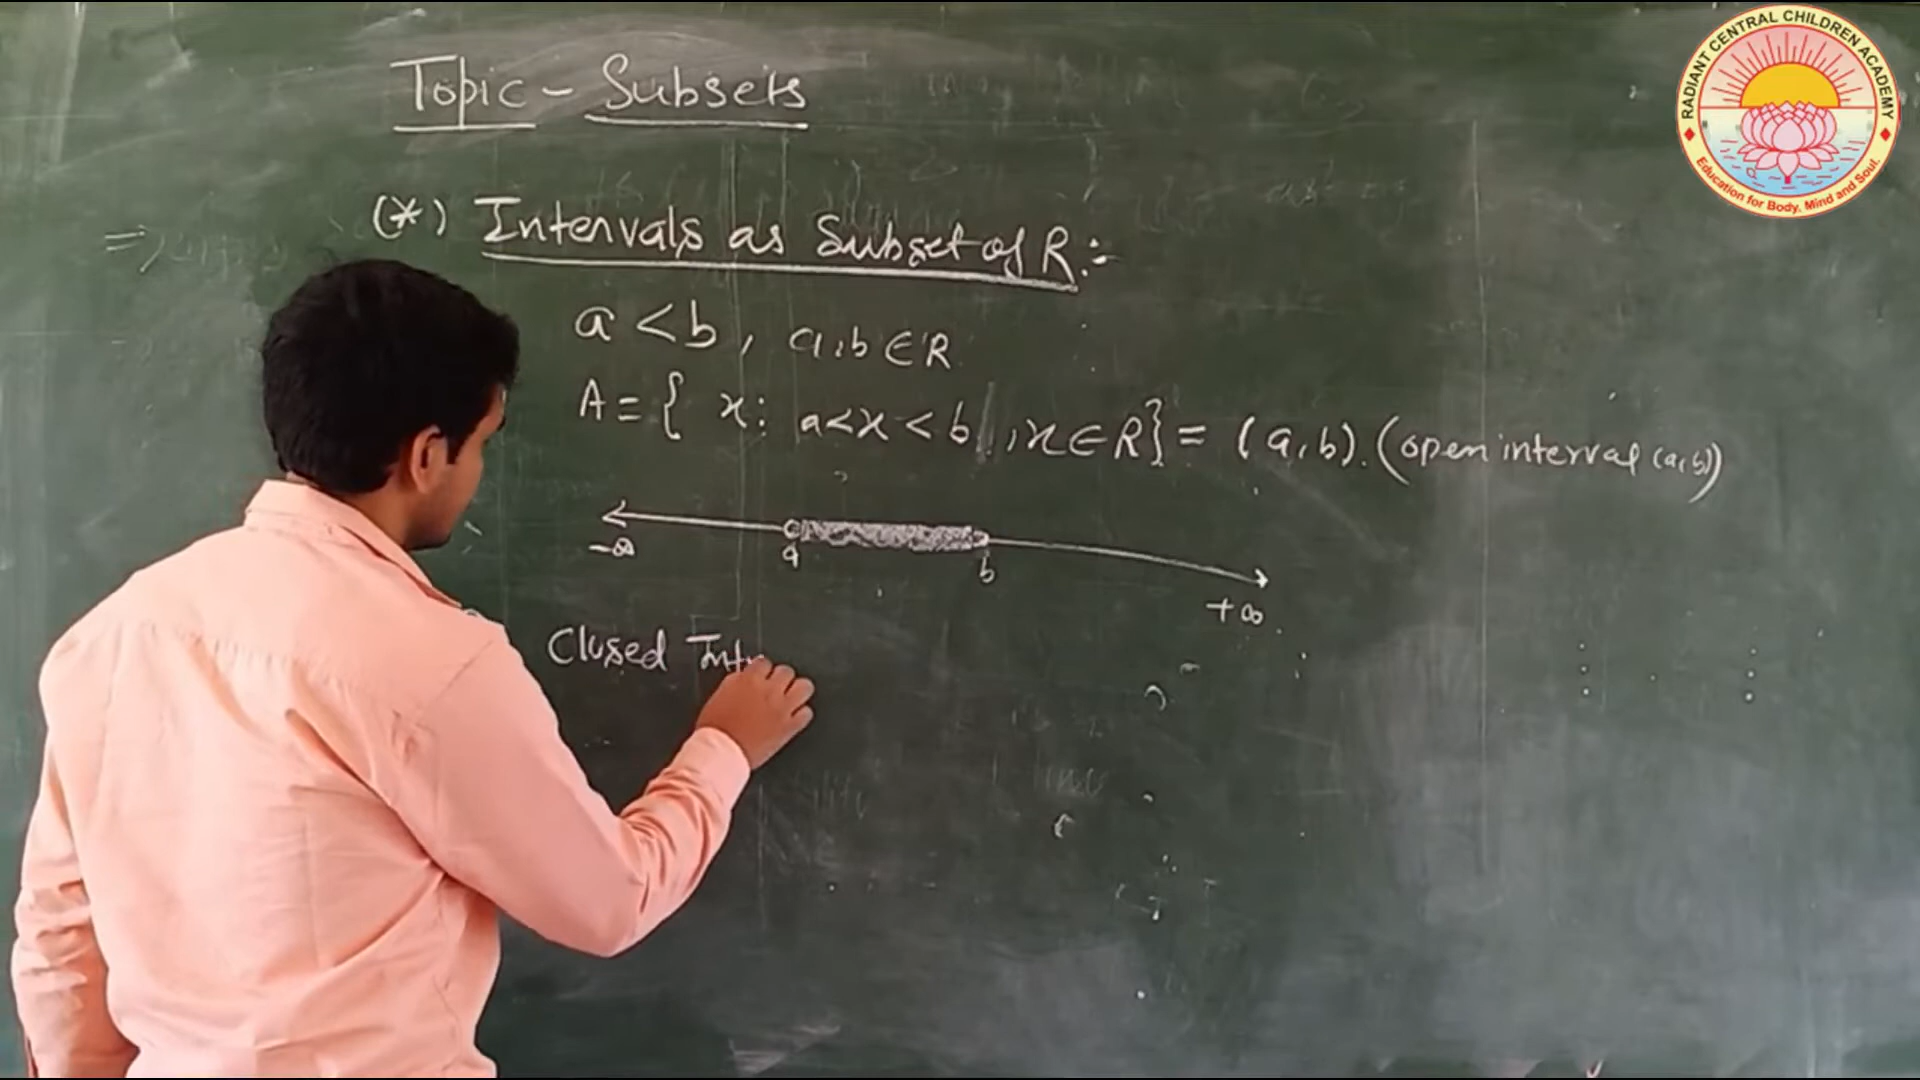 Topic - Subsets
(*) Intervals as Subset of R :-
a < b , a,b ∈ R
A = { x : a < x < b , x ∈ R } = (a,b). (open interval (a,b))
-∞ a b +∞
Closed
RADIANT CENTRAL CHILDREN ACADEMY
Education for Body, Mind and Soul.